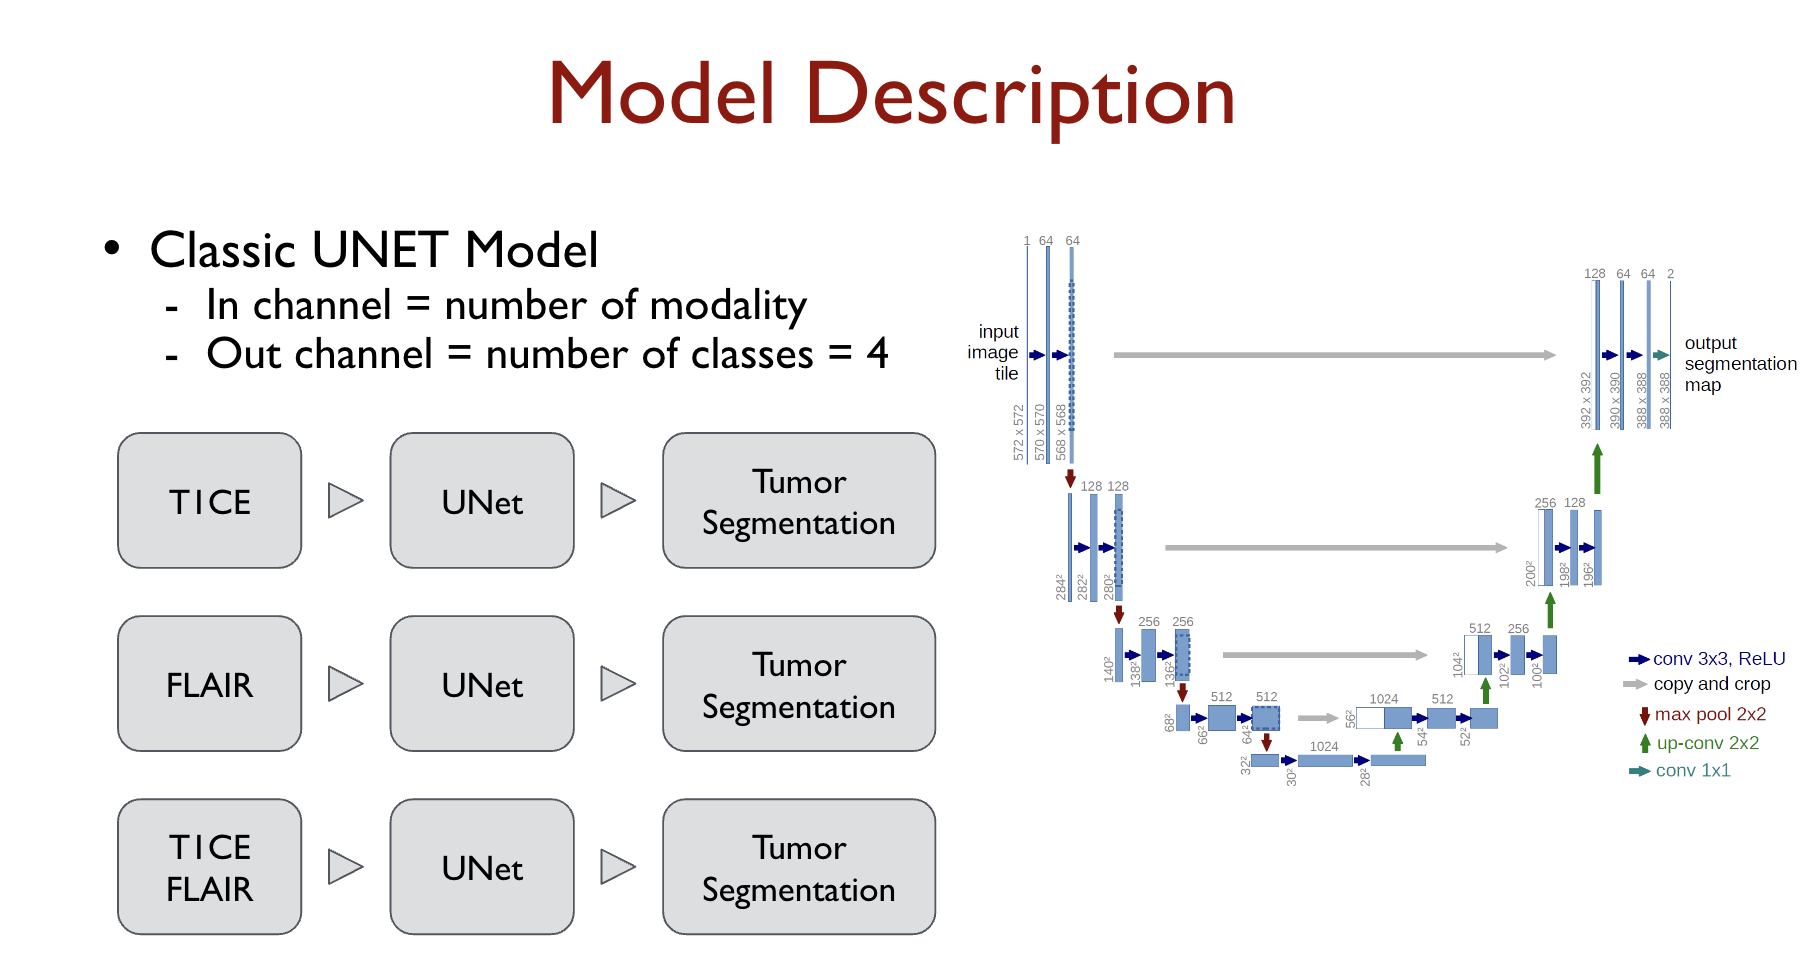 Model Description
• Classic UNET Model
- In channel = number of modality
- Out channel = number of classes = 4
T1CE
UNet
Tumor
Segmentation
FLAIR
UNet
Tumor
Segmentation
T1CE
FLAIR
UNet
Tumor
Segmentation
1 64 64
input
image
tile
572 x 572
570 x 570
568 x 568
128 128
284²
282²
280²
256 256
140²
138²
136²
512 512
68²
66²
64²
1024
32²
30²
28²
1024 512
56²
54²
52²
512 256
104²
102²
100²
256 128
200²
198²
196²
128 64 64 2
392 x 392
390 x 390
388 x 388
388 x 388
output
segmentation
map
conv 3x3, ReLU
copy and crop
max pool 2x2
up-conv 2x2
conv 1x1